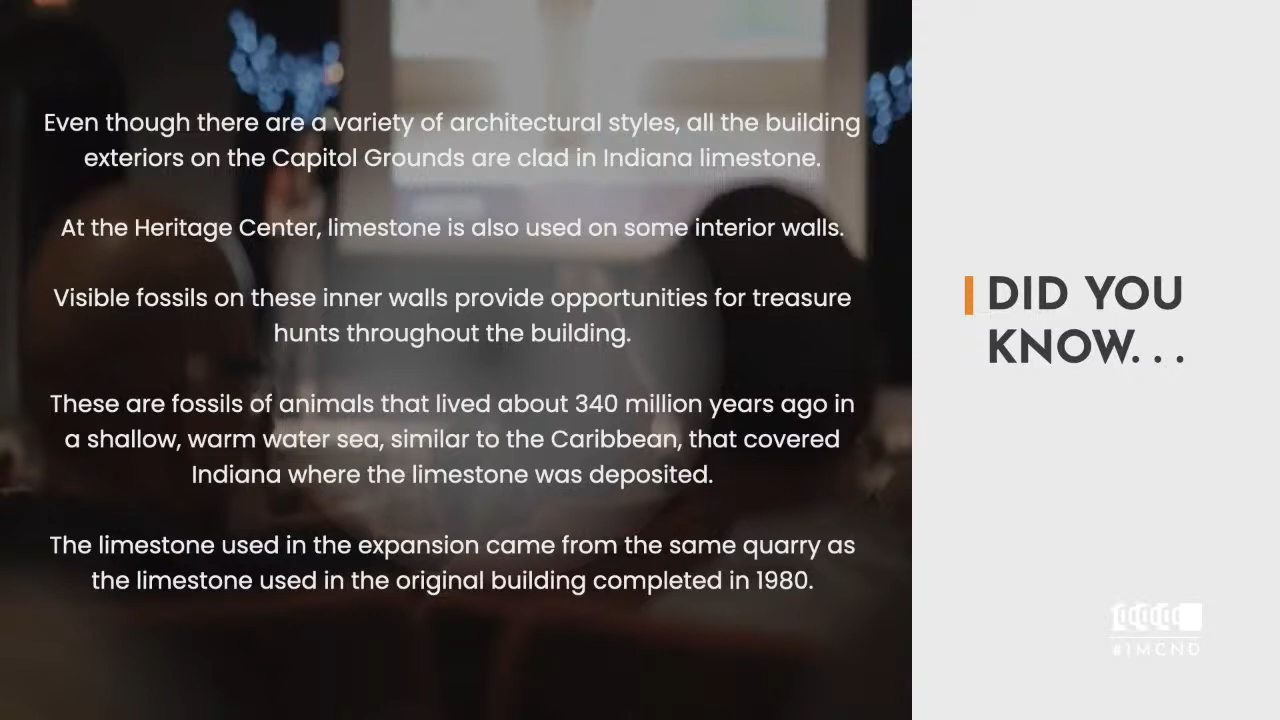 Even though there are a variety of architectural styles, all the building
exteriors on the Capitol Grounds are clad in Indiana limestone.
At the Heritage Center, limestone is also used on some interior walls.
Visible fossils on these inner walls provide opportunities for treasure
hunts throughout the building.
These are fossils of animals that lived about 340 million years ago in
a shallow, warm water sea, similar to the Caribbean, that covered
Indiana where the limestone was deposited.
The limestone used in the expansion came from the same quarry as
the limestone used in the original building completed in 1980.
DID YOU
KNOW. . .
#IMCND